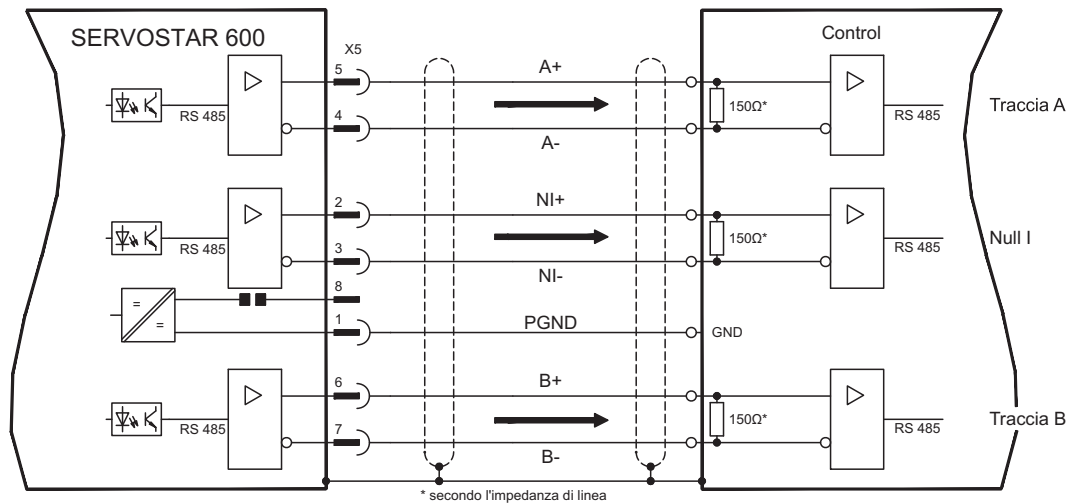 SERVOSTAR 600
X5
Control
5
A+
RS 485
150Ω*
RS 485
Traccia A
4
A-
2
NI+
RS 485
150Ω*
RS 485
Null I
3
NI-
8
=
=
1
PGND
GND
6
B+
RS 485
150Ω*
RS 485
Traccia B
7
B-
* secondo l'impedanza di linea